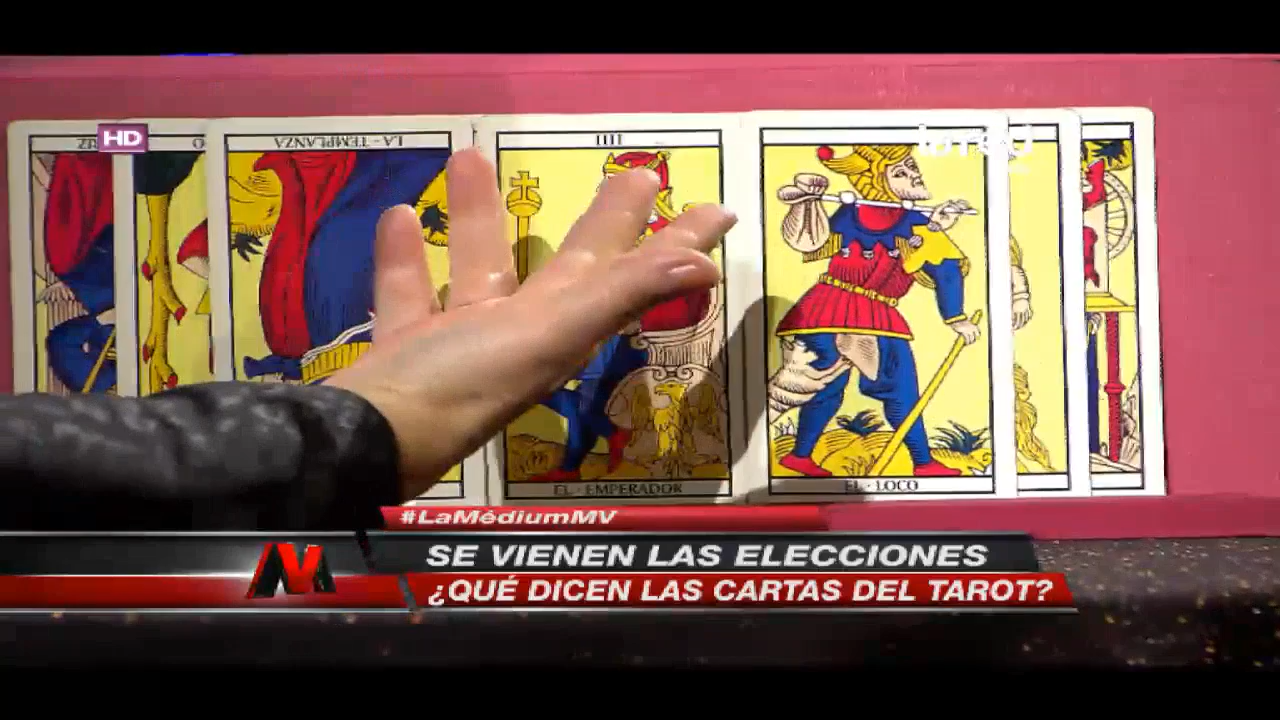 HD
LA·TEMPLANZA
IIII
EL·EMPERADOR
EL·LOCO
#LaMédiumMV
SE VIENEN LAS ELECCIONES
¿QUÉ DICEN LAS CARTAS DEL TAROT?